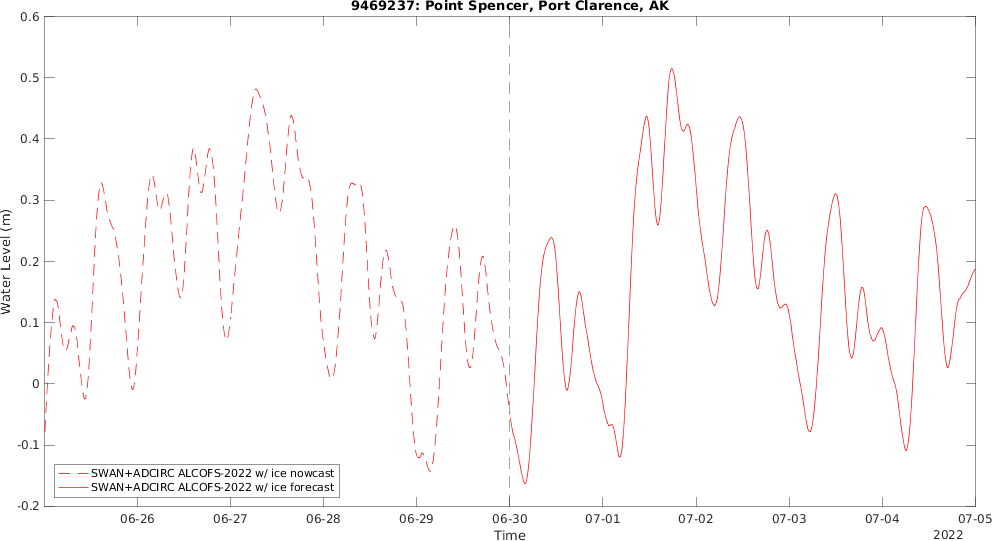 9469237: Point Spencer, Port Clarence, AK
0.6
0.5
0.4
0.3
0.2
0.1
0
-0.1
-0.2
Water Level (m)
SWAN+ADCIRC ALCOFS-2022 w/ ice nowcast
SWAN+ADCIRC ALCOFS-2022 w/ ice forecast
06-26 06-27 06-28 06-29 06-30 07-01 07-02 07-03 07-04 07-05
Time
2022